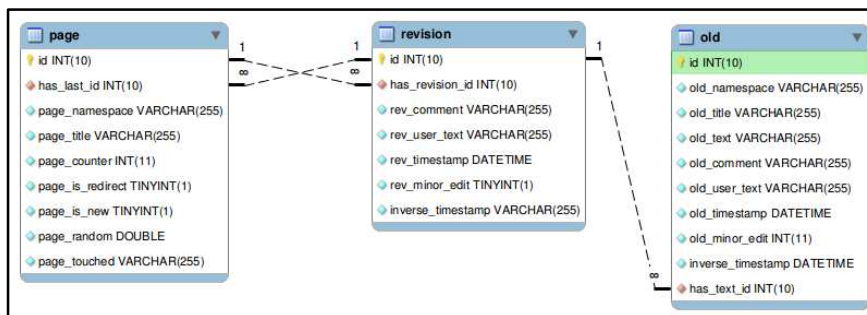 page
id INT(10)
has_last_id INT(10)
page_namespace VARCHAR(255)
page_title VARCHAR(255)
page_counter INT(11)
page_is_redirect TINYINT(1)
page_is_new TINYINT(1)
page_random DOUBLE
page_touched VARCHAR(255)
1
∞
1
∞
revision
id INT(10)
has_revision_id INT(10)
rev_comment VARCHAR(255)
rev_user_text VARCHAR(255)
rev_timestamp DATETIME
rev_minor_edit TINYINT(1)
inverse_timestamp VARCHAR(255)
1
∞
old
id INT(10)
old_namespace VARCHAR(255)
old_title VARCHAR(255)
old_text VARCHAR(255)
old_comment VARCHAR(255)
old_user_text VARCHAR(255)
old_timestamp DATETIME
old_minor_edit INT(11)
inverse_timestamp DATETIME
has_text_id INT(10)